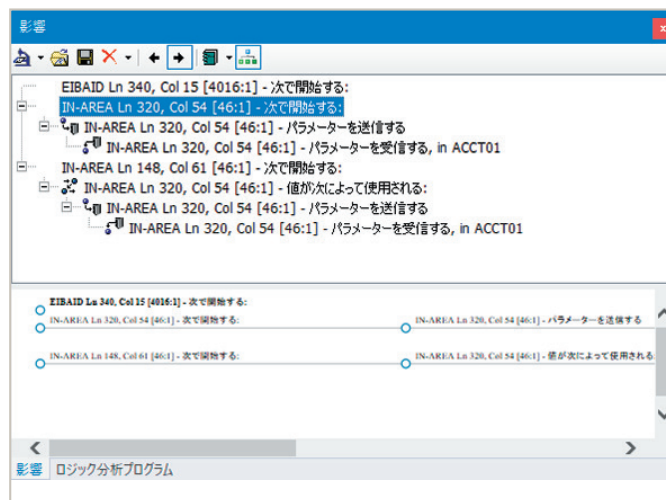 影響
EIBAID Ln 340, Col 15 [4016:1] - 次で開始する:
IN-AREA Ln 320, Col 54 [46:1] - 次で開始する:
IN-AREA Ln 320, Col 54 [46:1] - パラメーターを送信する
IN-AREA Ln 320, Col 54 [46:1] - パラメーターを受信する, in ACCT01
IN-AREA Ln 148, Col 61 [46:1] - 次で開始する:
IN-AREA Ln 320, Col 54 [46:1] - 値が次によって使用される:
IN-AREA Ln 320, Col 54 [46:1] - パラメーターを送信する
IN-AREA Ln 320, Col 54 [46:1] - パラメーターを受信する, in ACCT01
EIBAID Ln 340, Col 15 [4016:1] - 次で開始する:
IN-AREA Ln 320, Col 54 [46:1] - 次で開始する: IN-AREA Ln 320, Col 54 [46:1] - パラメーターを送信する
IN-AREA Ln 148, Col 61 [46:1] - 次で開始する: IN-AREA Ln 320, Col 54 [46:1] - 値が次によって使用される
影響 ロジック分析プログラム